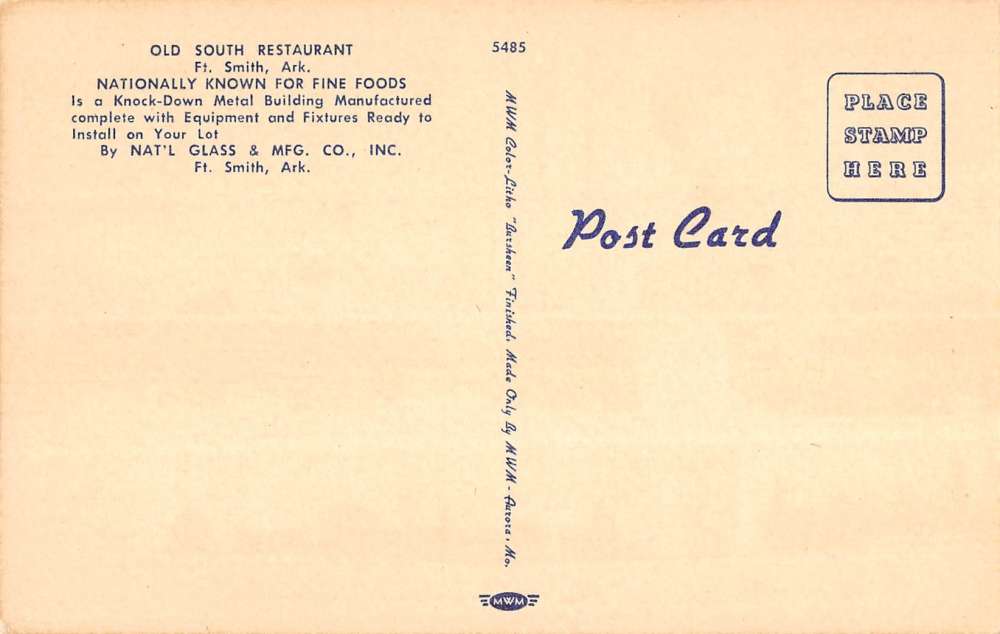 OLD SOUTH RESTAURANT
Ft. Smith, Ark.
NATIONALLY KNOWN FOR FINE FOODS
Is a Knock-Down Metal Building Manufactured
complete with Equipment and Fixtures Ready to
Install on Your Lot
By NAT'L GLASS & MFG. CO., INC.
Ft. Smith, Ark.
5485
MWM Color-Litho "Bursheen" Finished. Made Only By MWM - Aurora, Mo.
MWM
Post Card
PLACE
STAMP
HERE